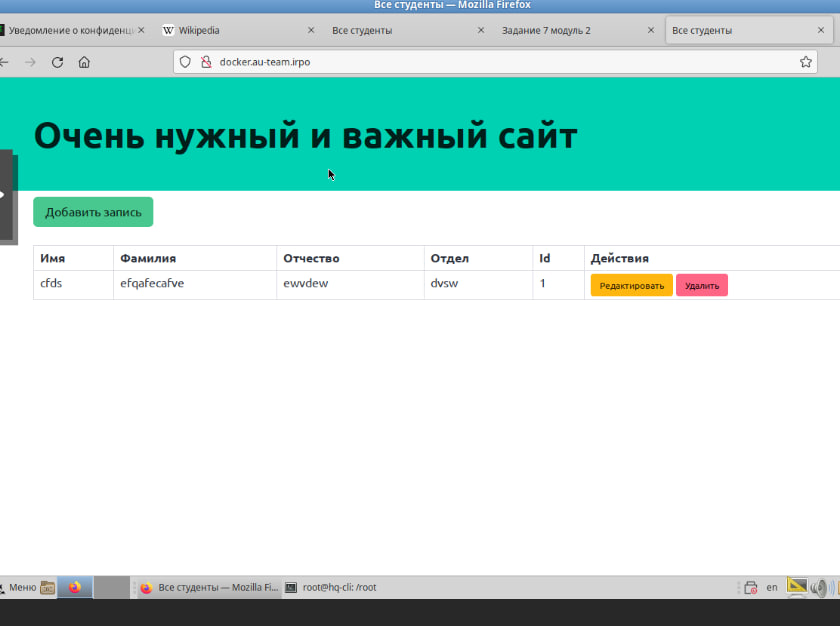 Все студенты — Mozilla Firefox
Уведомление о конфиденци
Wikipedia
Все студенты
Задание 7 модуль 2
Все студенты
docker.au-team.irpo
Очень нужный и важный сайт
Добавить запись
Имя Фамилия Отчество Отдел Id Действия
cfds efqafecafve ewvdew dvsw 1 Редактировать Удалить
Меню Все студенты — Mozilla Fi... root@hq-cli: /root en